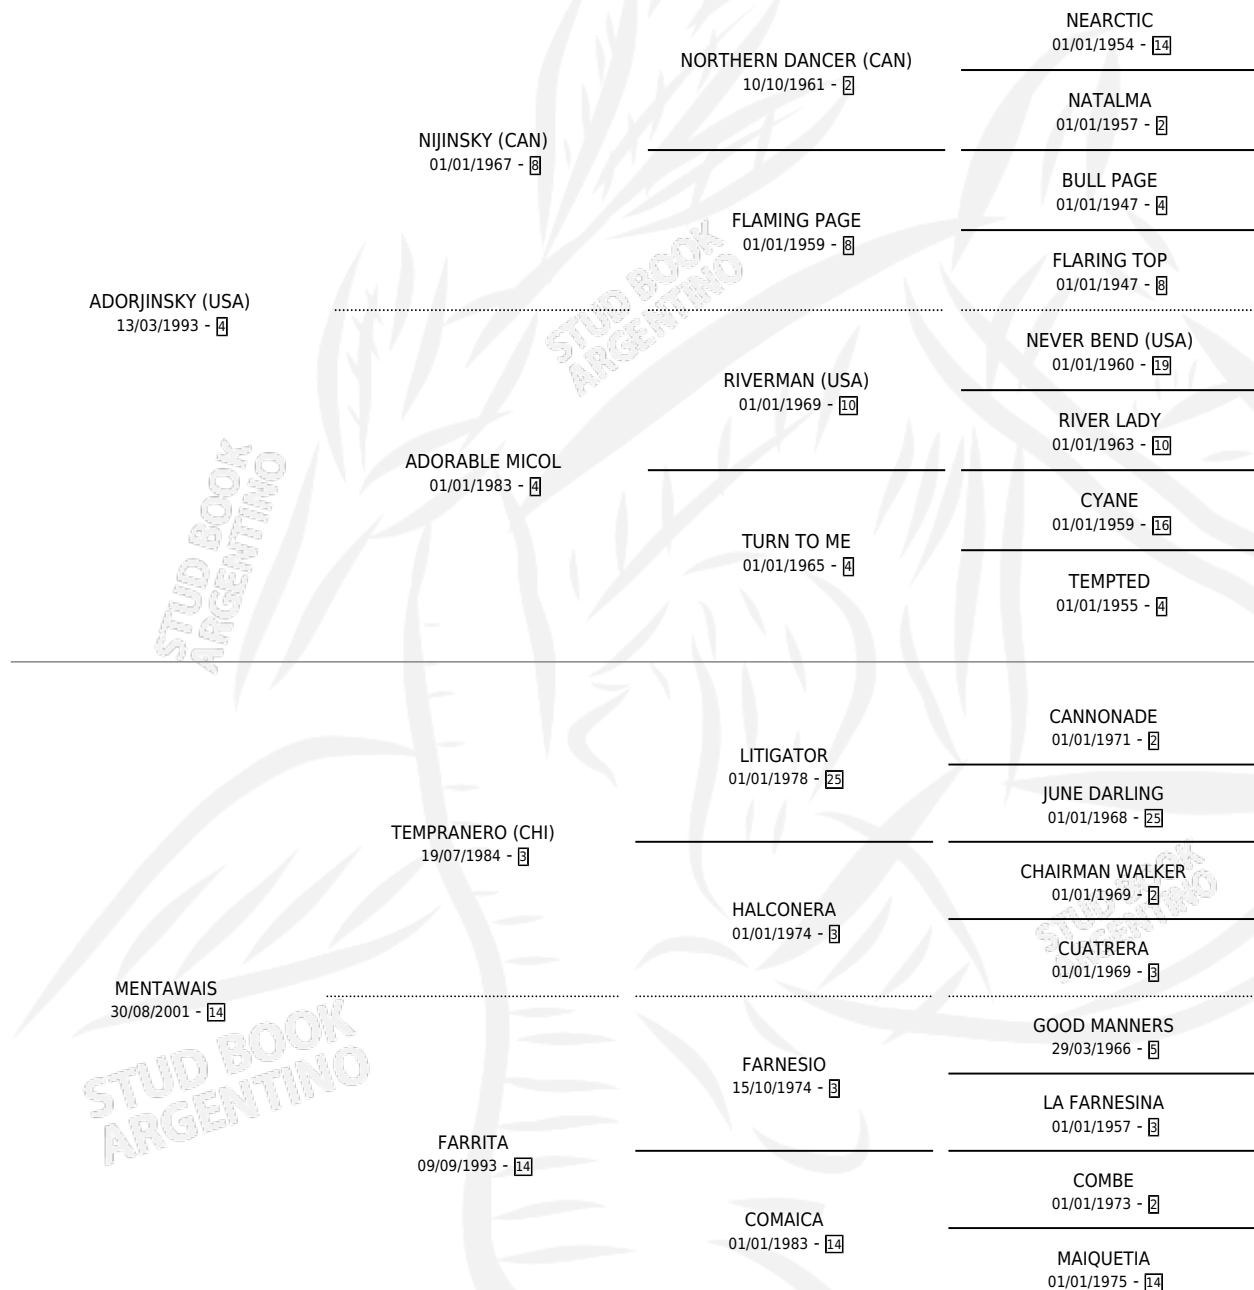 NEARCTIC
01/01/1954 - 14
NORTHERN DANCER (CAN)
10/10/1961 - 2
NATALMA
01/01/1957 - 2
NIJINSKY (CAN)
01/01/1967 - 8
BULL PAGE
01/01/1947 - 4
FLAMING PAGE
01/01/1959 - 8
FLARING TOP
01/01/1947 - 8
ADORJINSKY (USA)
13/03/1993 - 4
NEVER BEND (USA)
01/01/1960 - 19
RIVERMAN (USA)
01/01/1969 - 10
RIVER LADY
01/01/1963 - 10
ADORABLE MICOL
01/01/1983 - 4
CYANE
01/01/1959 - 16
TURN TO ME
01/01/1965 - 4
TEMPTED
01/01/1955 - 4
CANNONADE
01/01/1971 - 2
LITIGATOR
01/01/1978 - 25
JUNE DARLING
01/01/1968 - 25
TEMPRANERO (CHI)
19/07/1984 - 3
CHAIRMAN WALKER
01/01/1969 - 2
HALCONERA
01/01/1974 - 3
CUATRERA
01/01/1969 - 3
MENTAWAIS
30/08/2001 - 14
GOOD MANNERS
29/03/1966 - 5
FARNESIO
15/10/1974 - 3
LA FARNESINA
01/01/1957 - 3
FARRITA
09/09/1993 - 14
COMBE
01/01/1973 - 2
COMAICA
01/01/1983 - 14
MAIQUETIA
01/01/1975 - 14
STUD BOOK
ARGENTINO
STUD BOOK
ARGENTINO
STUD BOOK
ARGENTINO
STUD BOOK
ARGENTINO